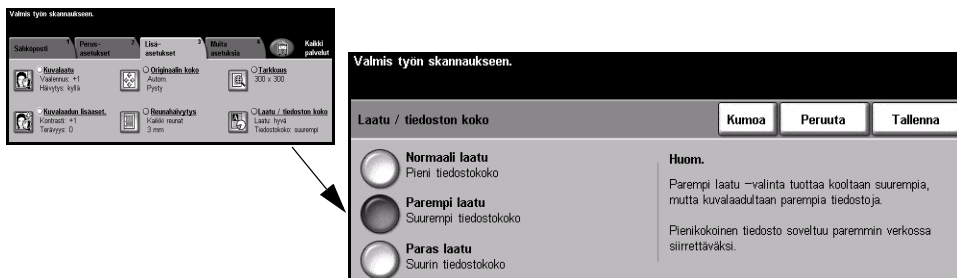 Valmis työn skannaukseen.
Sähköposti 1
Perus-asetukset 2
Lisä-asetukset 3
Muita asetuksia 4
Kaikki palvelut
Kuvalaatu
Vaalennus: +1
Häivytys: kyllä
Originaalin koko
Autom.
Pysty
Tarkkuus
300 x 300
Kuvalaadun lisäaset.
Kontrasti: +1
Terävyys: 0
Reunahäivytys
Kaikki reunat
3 mm
Laatu / tiedoston koko
Laatu: hyvä
Tiedostokoko: suurempi
Valmis työn skannaukseen.
Laatu / tiedoston koko
Kumoa
Peruuta
Tallenna
Normaali laatu
Pieni tiedostokoko
Parempi laatu
Suurempi tiedostokoko
Paras laatu
Suurin tiedostokoko
Huom.
Parempi laatu –valinta tuottaa kooltaan suurempia,
mutta kuvalaadultaan parempia tiedostoja.
Pienikokoinen tiedosto soveltuu paremmin verkossa
siirrettäväksi.